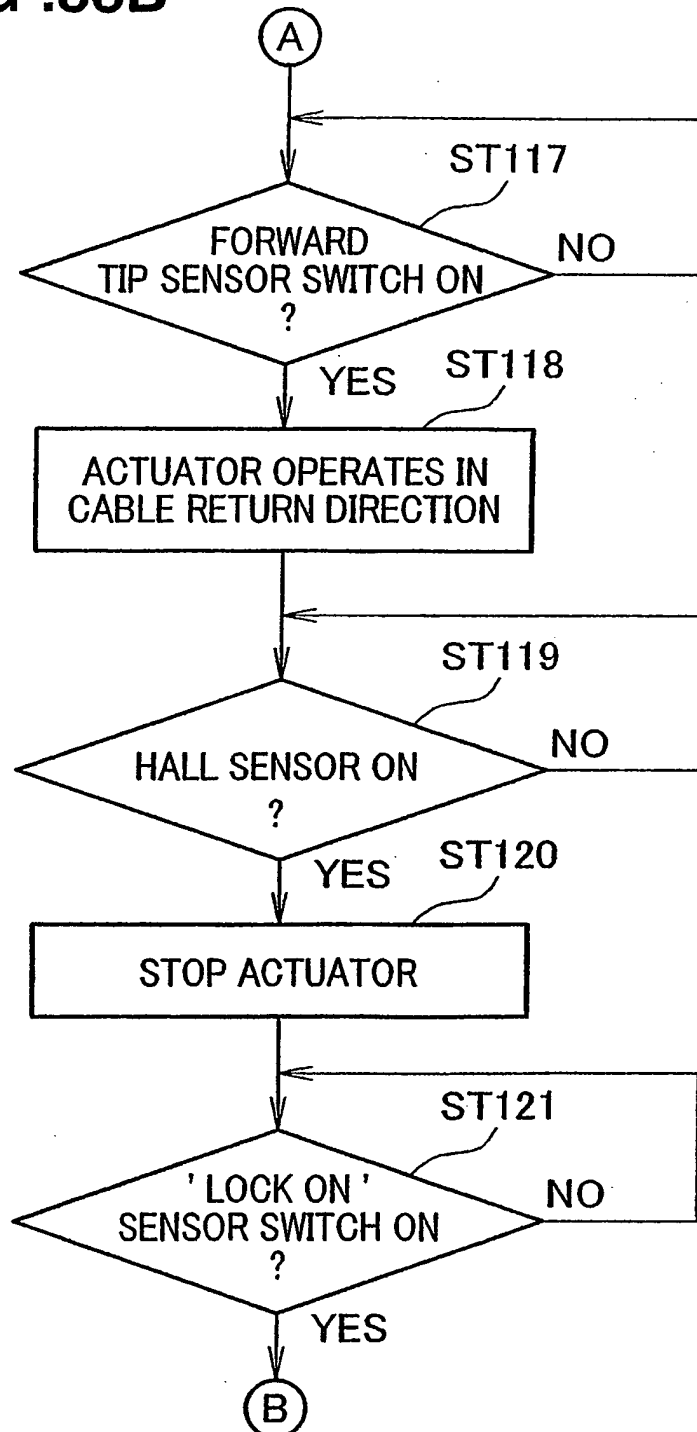 A
ST117
FORWARD
TIP SENSOR SWITCH ON
?
NO
YES
ST118
ACTUATOR OPERATES IN
CABLE RETURN DIRECTION
ST119
HALL SENSOR ON
?
NO
YES
ST120
STOP ACTUATOR
ST121
' LOCK ON '
SENSOR SWITCH ON
?
NO
YES
B